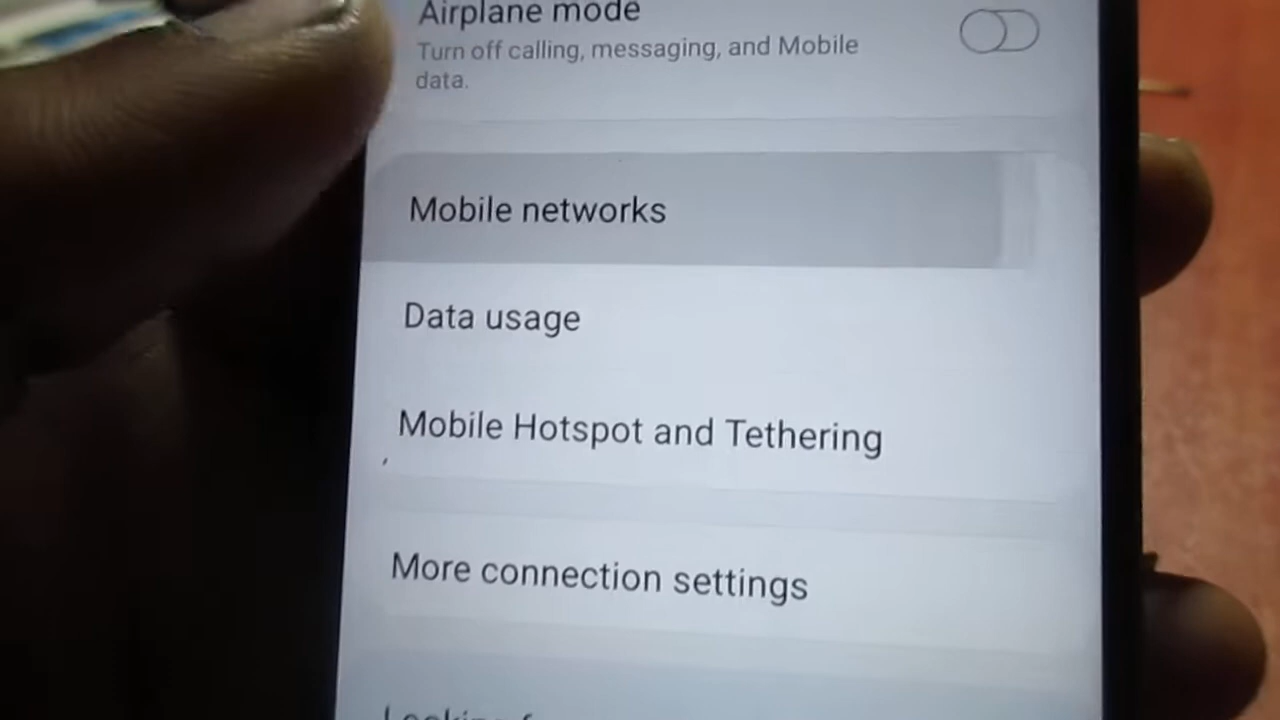 Airplane mode
Turn off calling, messaging, and Mobile
data.
Mobile networks
Data usage
Mobile Hotspot and Tethering
More connection settings
Looking